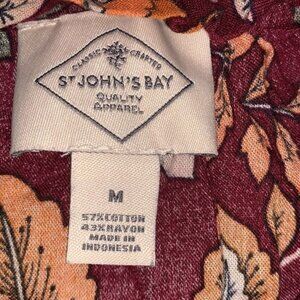 CLASSIC CRAFTED
ST JOHN'S BAY
QUALITY
APPAREL
M
57%COTTON
43%RAYON
MADE IN
INDONESIA